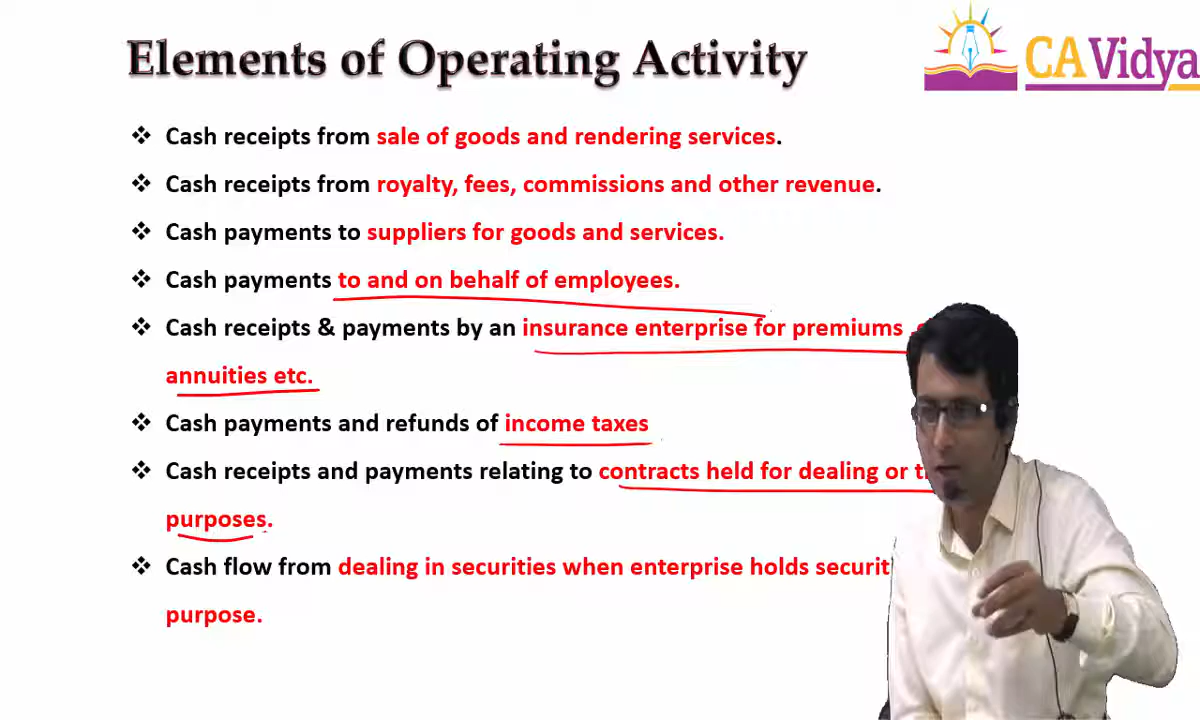 Elements of Operating Activity
CA Vidya
Cash receipts from sale of goods and rendering services.
Cash receipts from royalty, fees, commissions and other revenue.
Cash payments to suppliers for goods and services.
Cash payments to and on behalf of employees.
Cash receipts & payments by an insurance enterprise for premiums
annuities etc.
Cash payments and refunds of income taxes
Cash receipts and payments relating to contracts held for dealing or
purposes.
Cash flow from dealing in securities when enterprise holds
purpose.